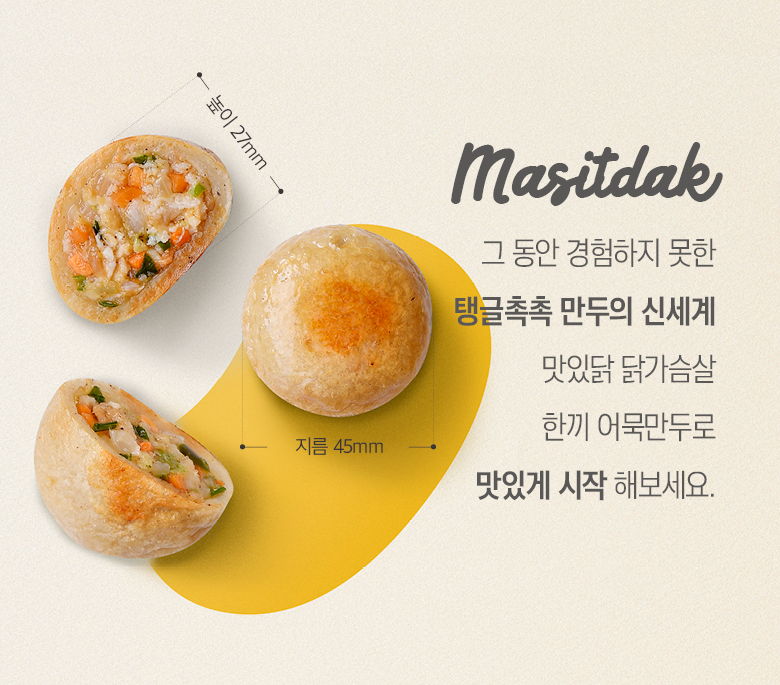 높이 27mm
지름 45mm
Masitdak
그 동안 경험하지 못한
탱글촉촉 만두의 신세계
맛있닭 닭가슴살
한끼 어묵만두로
맛있게 시작 해보세요.